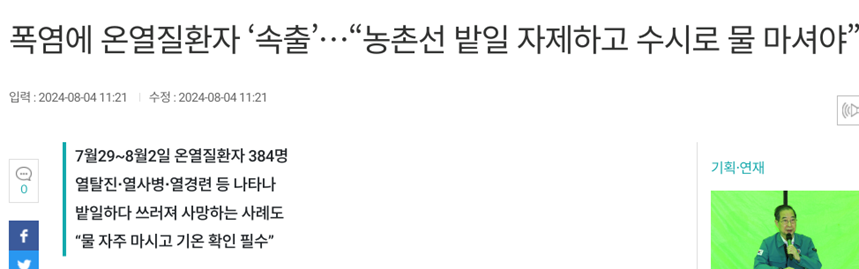 폭염에 온열질환자 ‘속출’…“농촌선 밭일 자제하고 수시로 물 마셔야”
입력 : 2024-08-04 11:21 수정 : 2024-08-04 11:21
7월29~8월2일 온열질환자 384명
열탈진·열사병·열경련 등 나타나
밭일하다 쓰러져 사망하는 사례도
“물 자주 마시고 기온 확인 필수”
0
기획·연재